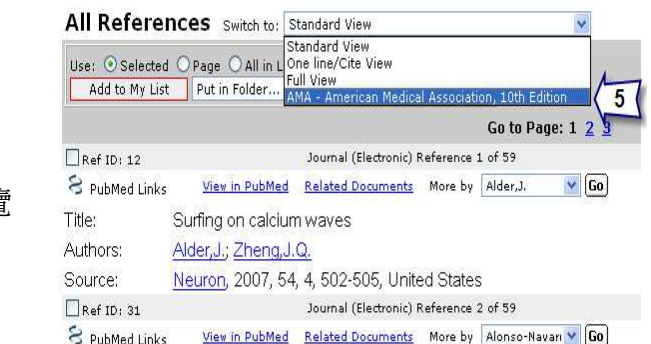 All References Switch to: Standard View
Standard View
One line/Cite View
Full View
AMA - American Medical Association, 10th Edition
5
Use: Selected Page All in L
Add to My List Put in Folder...
Go to Page: 1 2 3
Ref ID: 12 Journal (Electronic) Reference 1 of 59
PubMed Links View in PubMed Related Documents More by Alder,J. Go
覽
Title: Surfing on calcium waves
Authors: Alder,J.; Zheng,J.Q.
Source: Neuron, 2007, 54, 4, 502-505, United States
Ref ID: 31 Journal (Electronic) Reference 2 of 59
PubMed Links View in PubMed Related Documents More by Alonso-Navarr Go